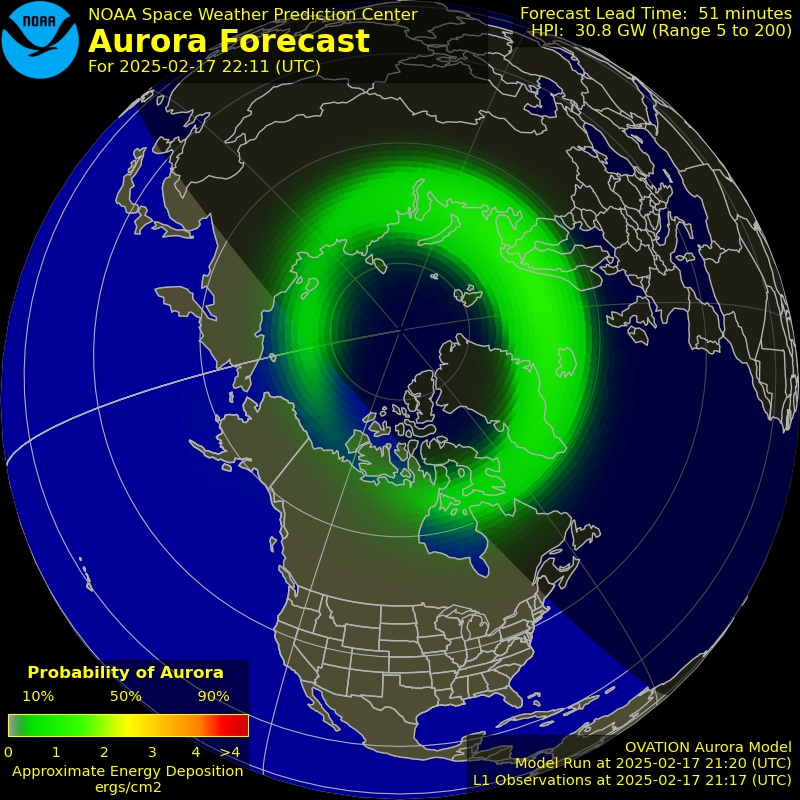 NOAA
NOAA Space Weather Prediction Center
Aurora Forecast
For 2025-02-17 22:11 (UTC)
Forecast Lead Time: 51 minutes
HPI: 30.8 GW (Range 5 to 200)
Probability of Aurora
10% 50% 90%
0 1 2 3 4 >4
Approximate Energy Deposition
ergs/cm2
OVATION Aurora Model
Model Run at 2025-02-17 21:20 (UTC)
L1 Observations at 2025-02-17 21:17 (UTC)